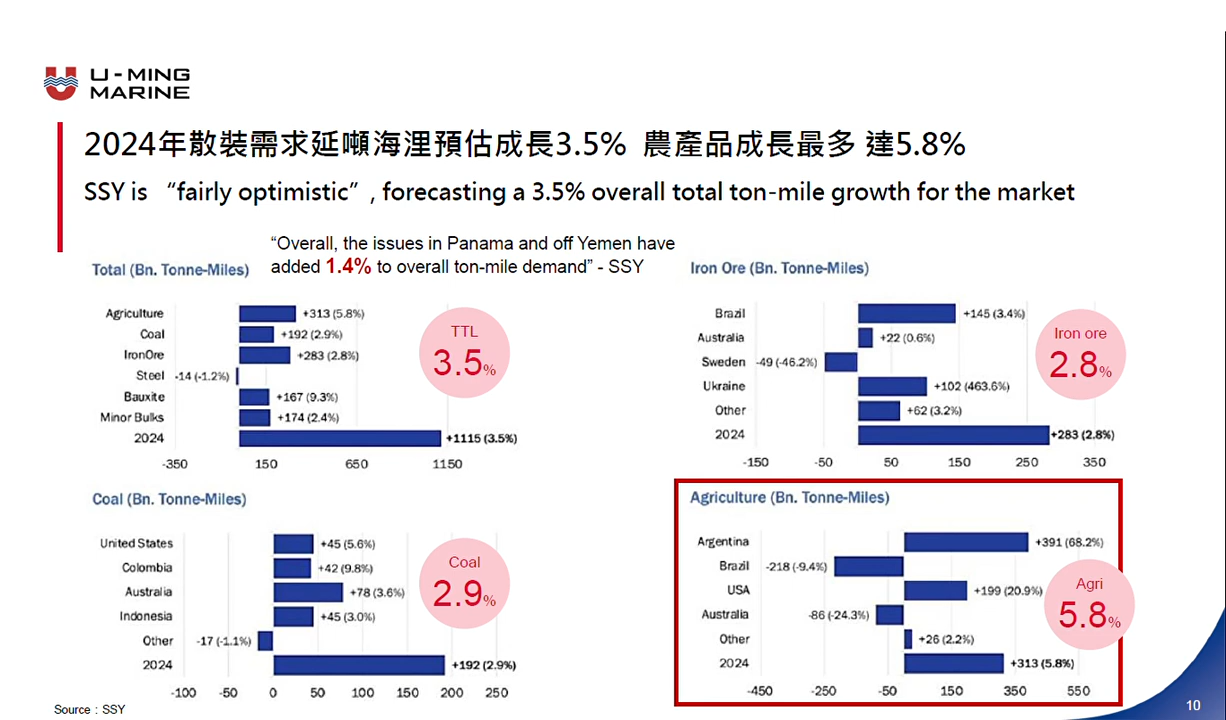 U-MING
MARINE
2024年散裝需求延噸海浬預估成長3.5% 農產品成長最多 達5.8%
SSY is “fairly optimistic”, forecasting a 3.5% overall total ton-mile growth for the market
“Overall, the issues in Panama and off Yemen have
added 1.4% to overall ton-mile demand” - SSY
Total (Bn. Tonne-Miles)
Agriculture +313 (5.8%)
Coal +192 (2.9%)
IronOre +283 (2.8%)
Steel -14 (-1.2%)
Bauxite +167 (9.3%)
Minor Bulks +174 (2.4%)
2024 +1115 (3.5%)
-350 150 650 1150
TTL
3.5%
Iron Ore (Bn. Tonne-Miles)
Brazil +145 (3.4%)
Australia +22 (0.6%)
Sweden -49 (-46.2%)
Ukraine +102 (463.6%)
Other +62 (3.2%)
2024 +283 (2.8%)
-150 -50 50 150 250 350
Iron ore
2.8%
Coal (Bn. Tonne-Miles)
United States +45 (5.6%)
Colombia +42 (9.8%)
Australia +78 (3.6%)
Indonesia +45 (3.0%)
Other -17 (-1.1%)
2024 +192 (2.9%)
-100 -50 0 50 100 150 200 250
Coal
2.9%
Agriculture (Bn. Tonne-Miles)
Argentina +391 (68.2%)
Brazil -218 (-9.4%)
USA +199 (20.9%)
Australia -86 (-24.3%)
Other +26 (2.2%)
2024 +313 (5.8%)
-450 -250 -50 150 350 550
Agri
5.8%
Source : SSY
10